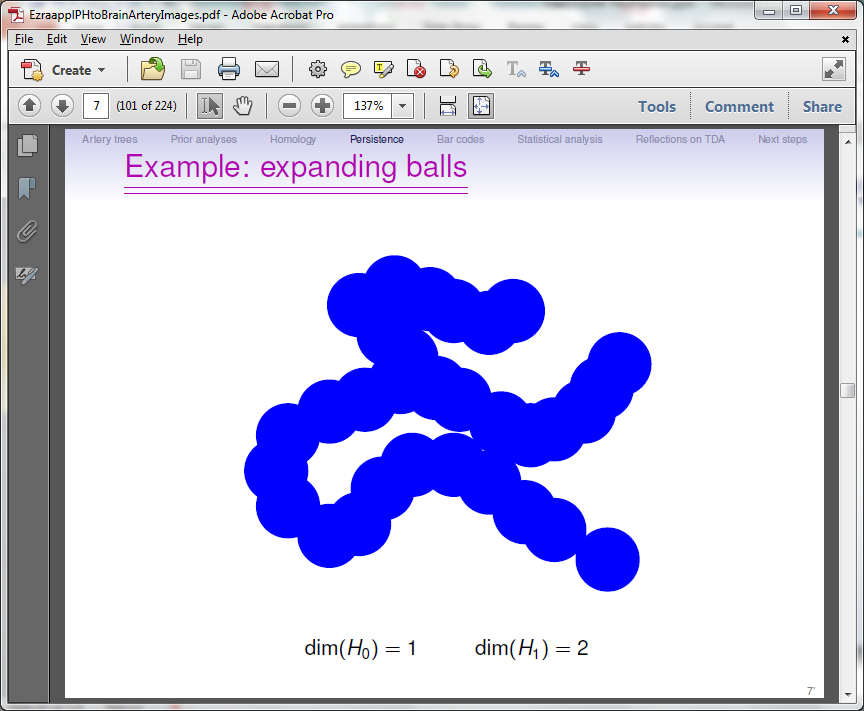 EzraapplPHtoBrainArteryImages.pdf - Adobe Acrobat Pro
File Edit View Window Help
Create
7 (101 of 224) 137% Tools Comment Share
Artery trees Prior analyses Homology Persistence Bar codes Statistical analysis Reflections on TDA Next steps
Example: expanding balls
dim(H₀) = 1 dim(H₁) = 2
7'